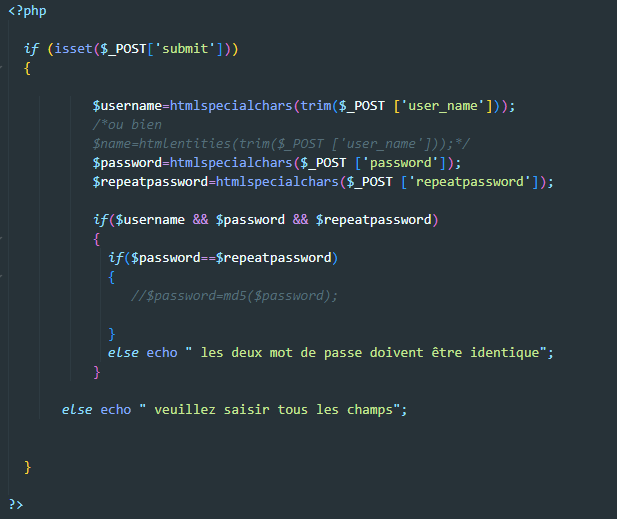 <?php
if (isset($_POST['submit']))
{
$username=htmlspecialchars(trim($_POST ['user_name']));
/*ou bien
$name=htmlentities(trim($_POST ['user_name']));*/
$password=htmlspecialchars($_POST ['password']);
$repeatpassword=htmlspecialchars($_POST ['repeatpassword']);
if($username && $password && $repeatpassword)
{
if($password==$repeatpassword)
{
//$password=md5($password);
}
else echo " les deux mot de passe doivent être identique";
}
else echo " veuillez saisir tous les champs";
}
?>